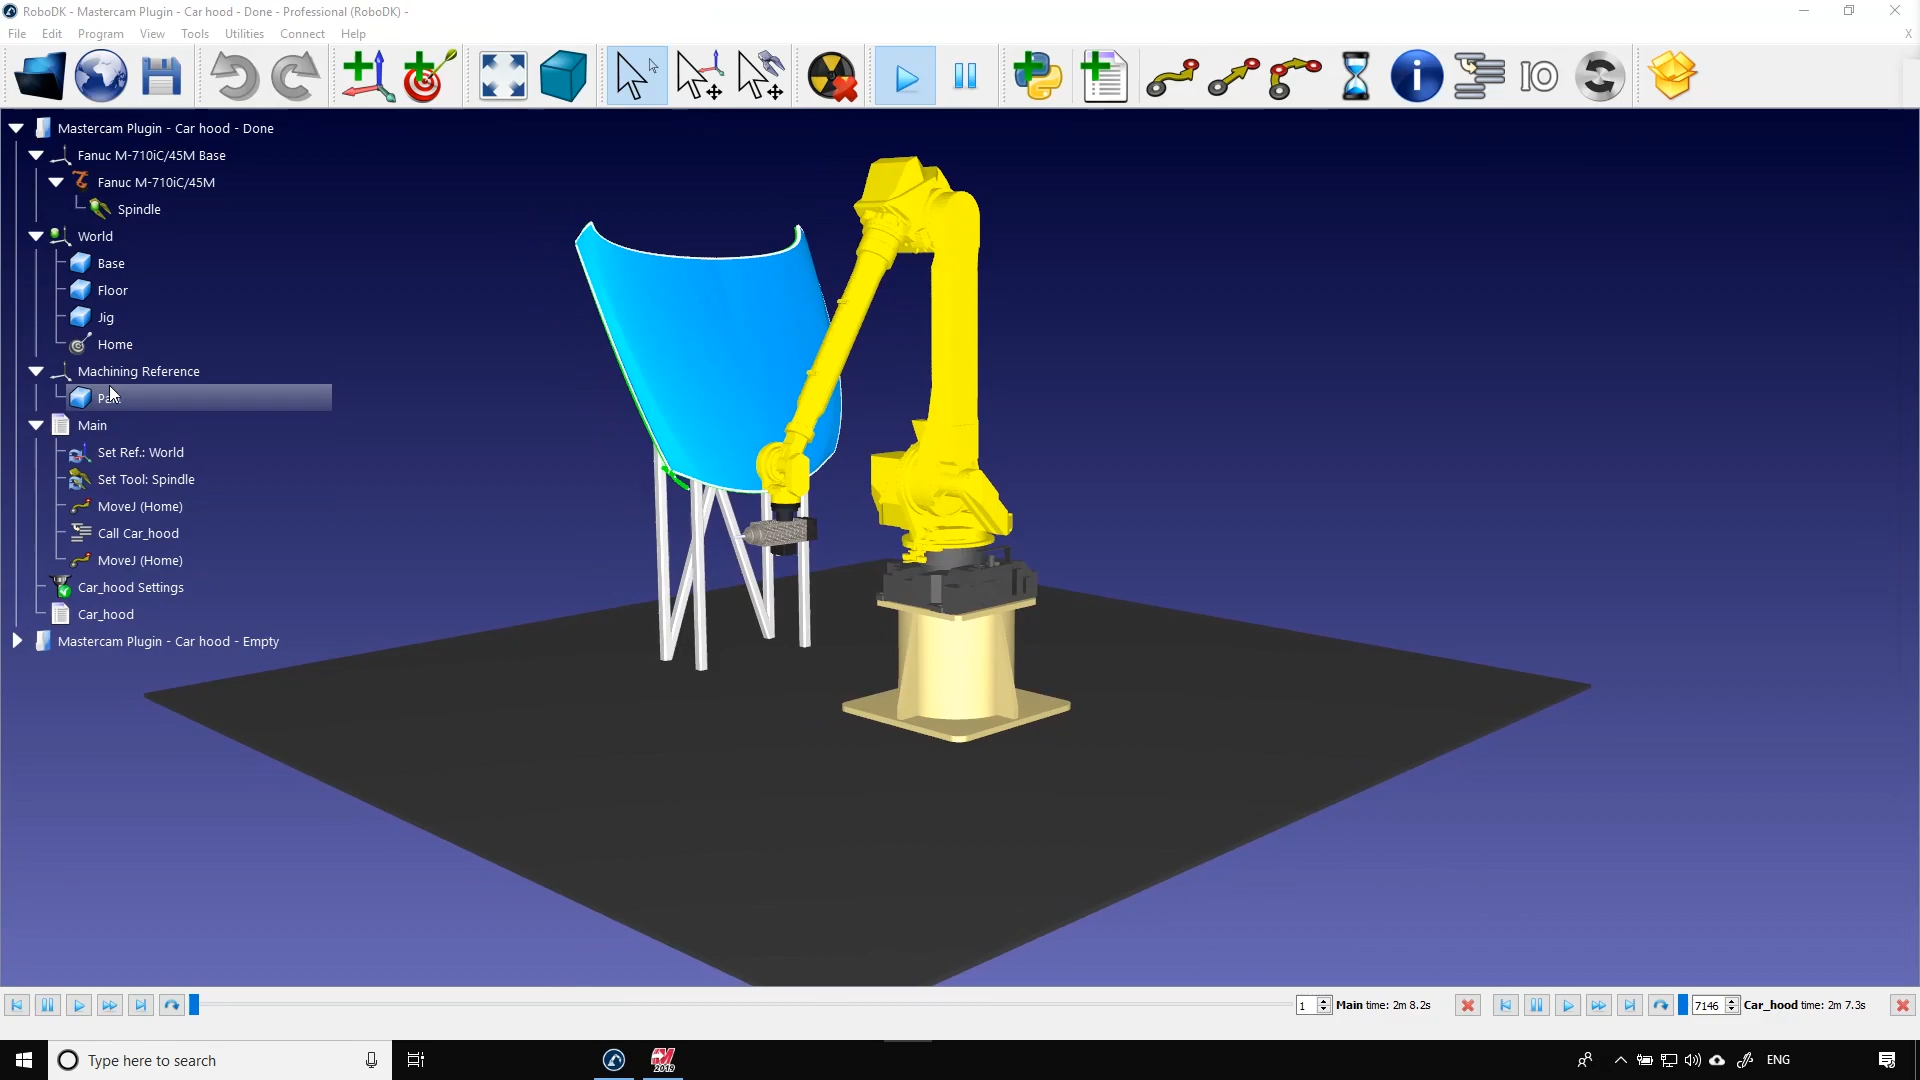 RoboDK - Mastercam Plugin - Car hood - Done - Professional (RoboDK) -
File Edit Program View Tools Utilities Connect Help
IO
Mastercam Plugin - Car hood - Done
Fanuc M-710iC/45M Base
Fanuc M-710iC/45M
Spindle
World
Base
Floor
Jig
Home
Machining Reference
Main
Set Ref.: World
Set Tool: Spindle
MoveJ (Home)
Call Car_hood
MoveJ (Home)
Car_hood Settings
Car_hood
Mastercam Plugin - Car hood - Empty
1 Main time: 2m 8.2s 7146 Car_hood time: 2m 7.3s
Type here to search 2019 ENG